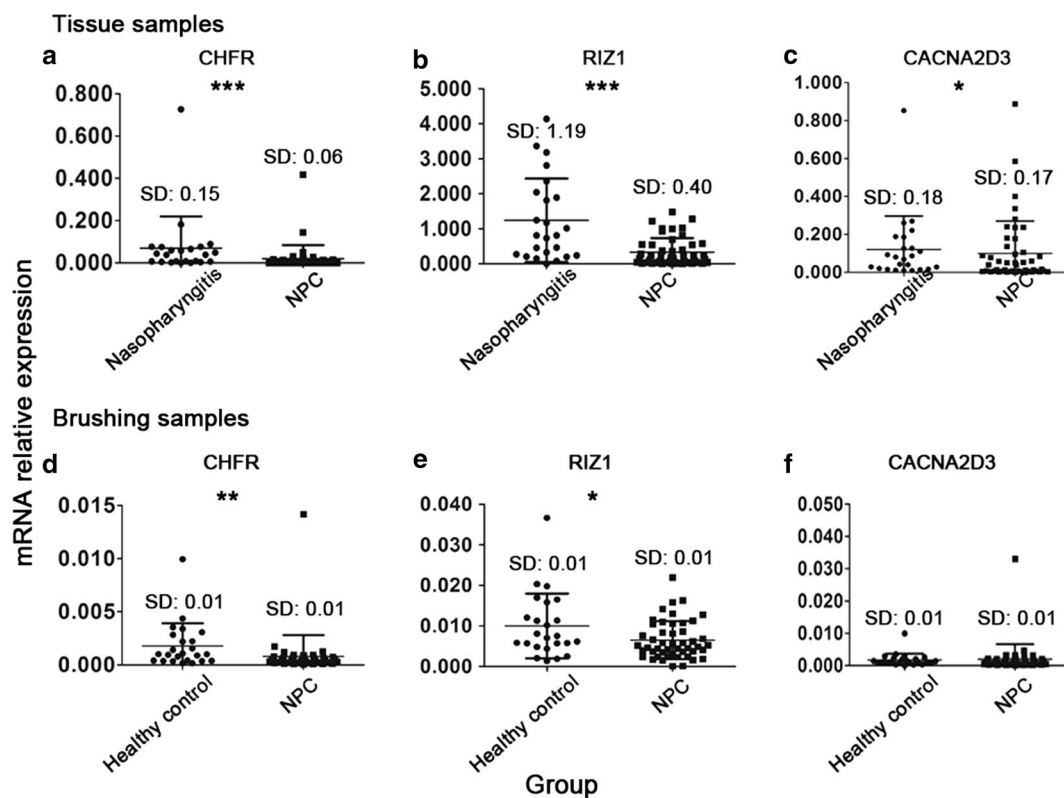 Tissue samples
a
CHFR
***
0.800
0.600
0.400
0.200
0.000
SD: 0.15
SD: 0.06
Nasopharyngitis
NPC
b
RIZ1
***
5.000
4.000
3.000
2.000
1.000
0.000
SD: 1.19
SD: 0.40
Nasopharyngitis
NPC
c
CACNA2D3
*
1.000
0.800
0.600
0.400
0.200
0.000
SD: 0.18
SD: 0.17
Nasopharyngitis
NPC
mRNA relative expression
Brushing samples
d
CHFR
**
0.015
0.010
0.005
0.000
SD: 0.01
SD: 0.01
Healthy control
NPC
e
RIZ1
*
0.040
0.030
0.020
0.010
0.000
SD: 0.01
SD: 0.01
Healthy control
NPC
f
CACNA2D3
0.050
0.040
0.030
0.020
0.010
0.000
SD: 0.01
SD: 0.01
Healthy control
NPC
Group